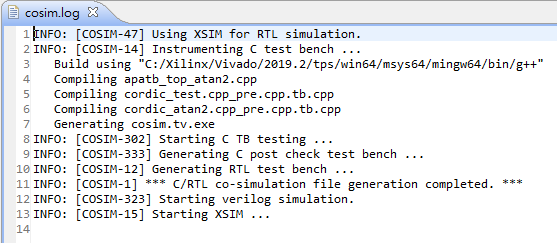 cosim.log
1 INFO: [COSIM-47] Using XSIM for RTL simulation.
2 INFO: [COSIM-14] Instrumenting C test bench ...
3 Build using "C:/Xilinx/Vivado/2019.2/tps/win64/msys64/mingw64/bin/g++"
4 Compiling apatb_top_atan2.cpp
5 Compiling cordic_test.cpp_pre.cpp.tb.cpp
6 Compiling cordic_atan2.cpp_pre.cpp.tb.cpp
7 Generating cosim.tv.exe
8 INFO: [COSIM-302] Starting C TB testing ...
9 INFO: [COSIM-333] Generating C post check test bench ...
10 INFO: [COSIM-12] Generating RTL test bench ...
11 INFO: [COSIM-1] *** C/RTL co-simulation file generation completed. ***
12 INFO: [COSIM-323] Starting verilog simulation.
13 INFO: [COSIM-15] Starting XSIM ...
14